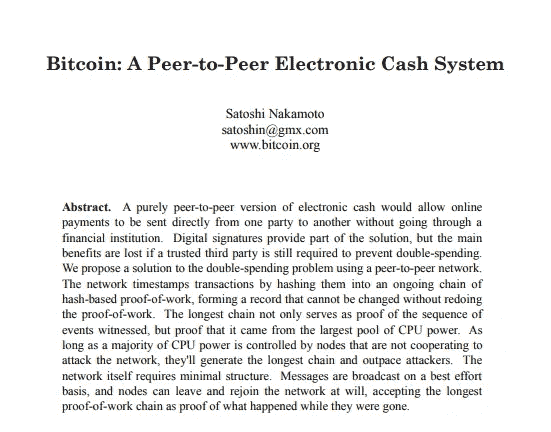 Bitcoin: A Peer-to-Peer Electronic Cash System
Satoshi Nakamoto
satoshin@gmx.com
www.bitcoin.org
Abstract. A purely peer-to-peer version of electronic cash would allow online
payments to be sent directly from one party to another without going through a
financial institution. Digital signatures provide part of the solution, but the main
benefits are lost if a trusted third party is still required to prevent double-spending.
We propose a solution to the double-spending problem using a peer-to-peer network.
The network timestamps transactions by hashing them into an ongoing chain of
hash-based proof-of-work, forming a record that cannot be changed without redoing
the proof-of-work. The longest chain not only serves as proof of the sequence of
events witnessed, but proof that it came from the largest pool of CPU power. As
long as a majority of CPU power is controlled by nodes that are not cooperating to
attack the network, they'll generate the longest chain and outpace attackers. The
network itself requires minimal structure. Messages are broadcast on a best effort
basis, and nodes can leave and rejoin the network at will, accepting the longest
proof-of-work chain as proof of what happened while they were gone.